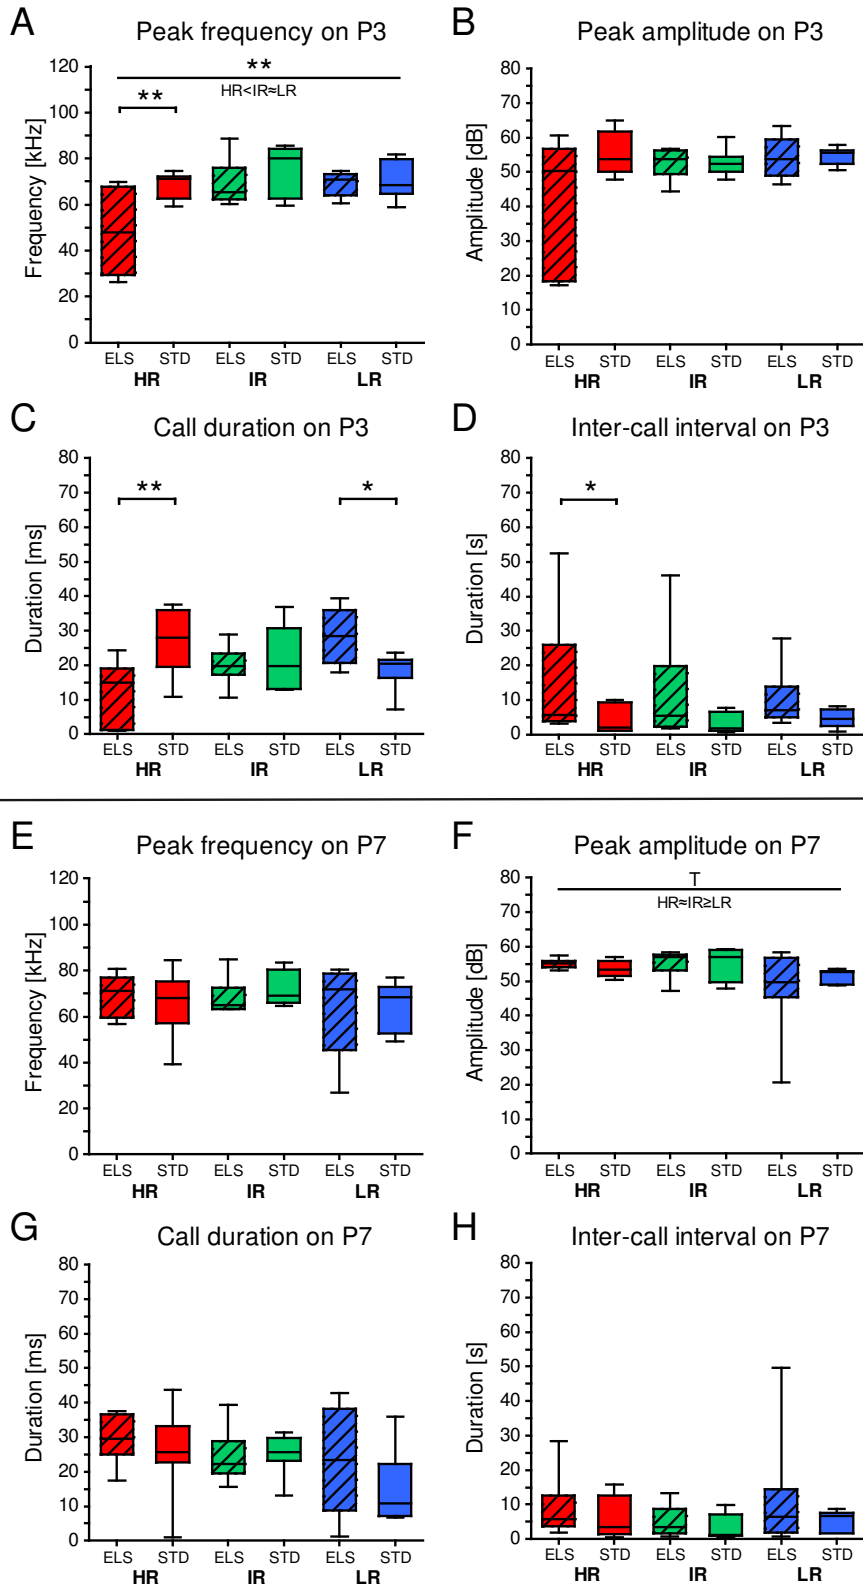 A Peak frequency on P3
120
100
80
60
40
20
0
Frequency [kHz]
**
HR<IR≈LR
**
ELS STD ELS STD ELS STD
HR IR LR
B Peak amplitude on P3
80
70
60
50
40
30
20
10
0
Amplitude [dB]
ELS STD ELS STD ELS STD
HR IR LR
C Call duration on P3
80
70
60
50
40
30
20
10
0
Duration [ms]
** *
ELS STD ELS STD ELS STD
HR IR LR
D Inter-call interval on P3
80
70
60
50
40
30
20
10
0
Duration [s]
*
ELS STD ELS STD ELS STD
HR IR LR
E Peak frequency on P7
120
100
80
60
40
20
0
Frequency [kHz]
ELS STD ELS STD ELS STD
HR IR LR
F Peak amplitude on P7
80
70
60
50
40
30
20
10
0
Amplitude [dB]
T
HR≈IR≥LR
ELS STD ELS STD ELS STD
HR IR LR
G Call duration on P7
80
70
60
50
40
30
20
10
0
Duration [ms]
ELS STD ELS STD ELS STD
HR IR LR
H Inter-call interval on P7
80
70
60
50
40
30
20
10
0
Duration [s]
ELS STD ELS STD ELS STD
HR IR LR